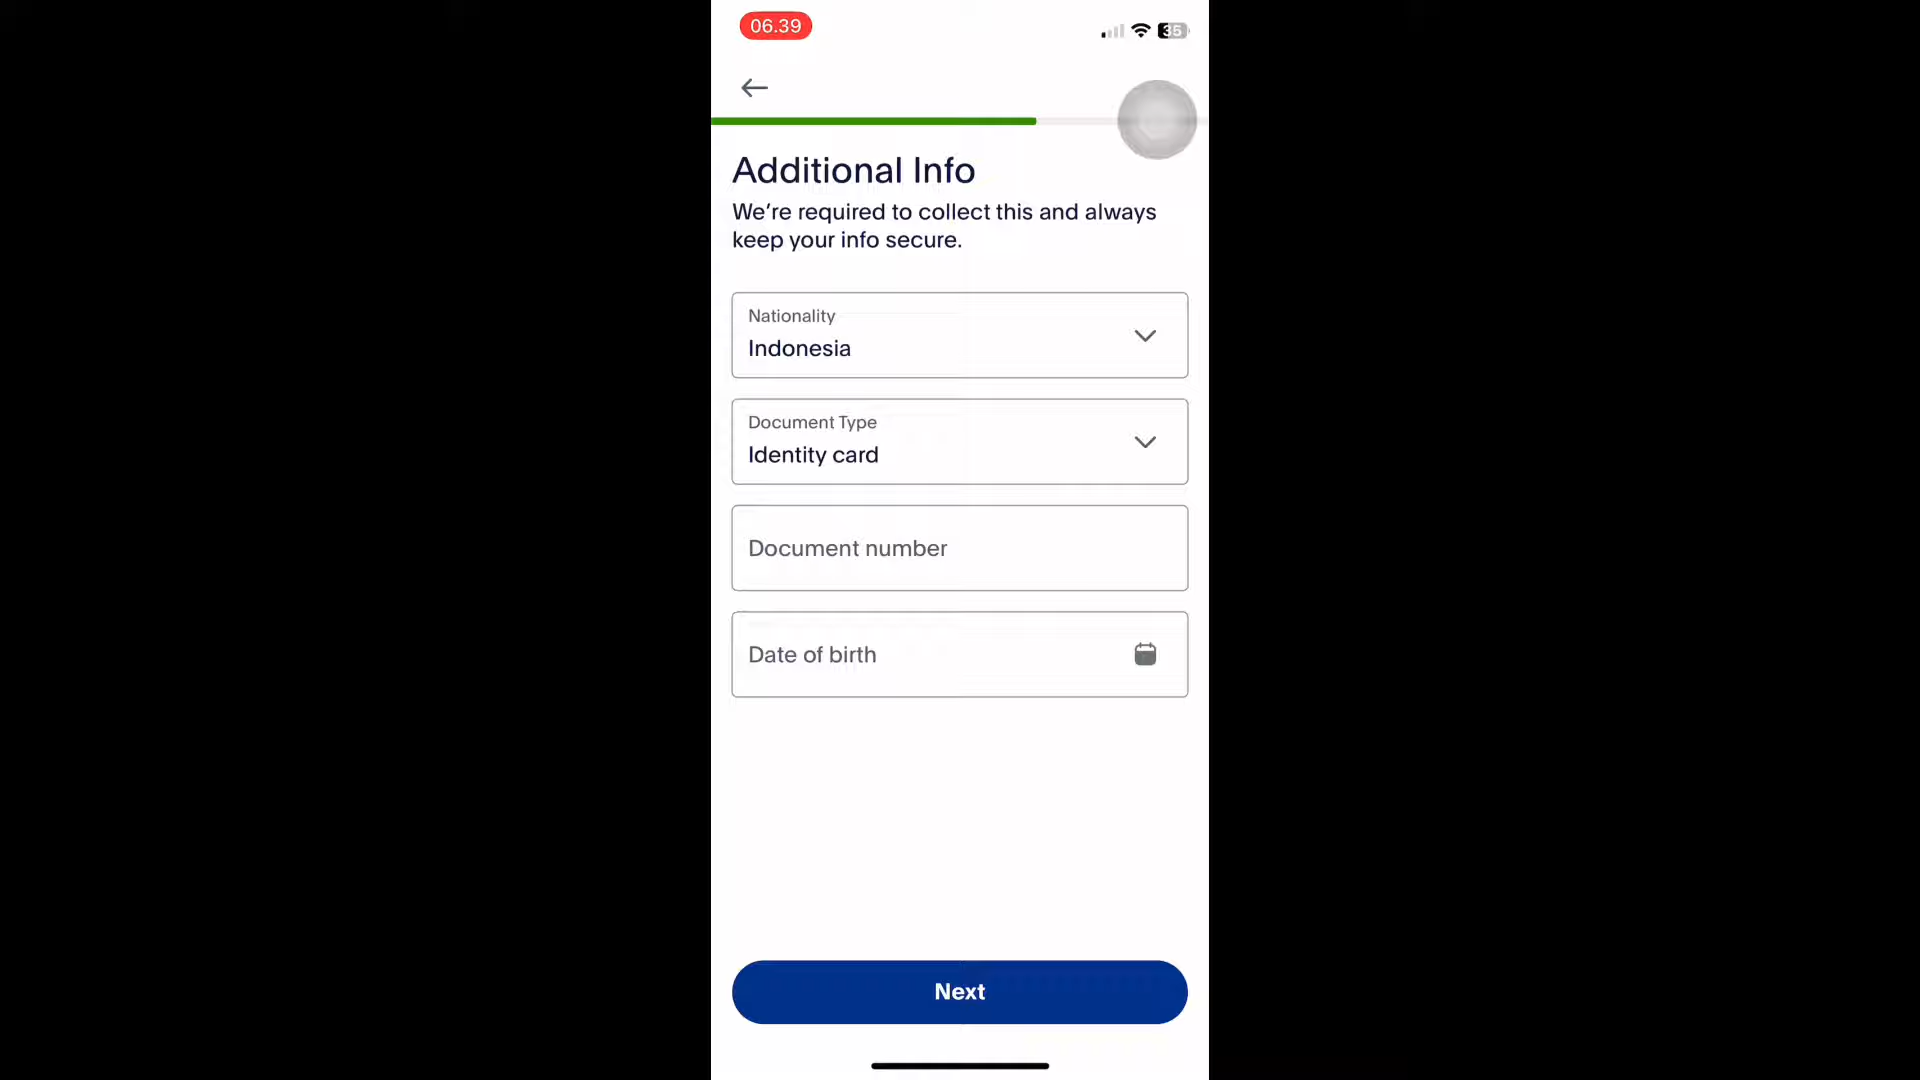 06.39
35
Additional Info
We're required to collect this and always
keep your info secure.
Nationality
Indonesia
Document Type
Identity card
Document number
Date of birth
Next